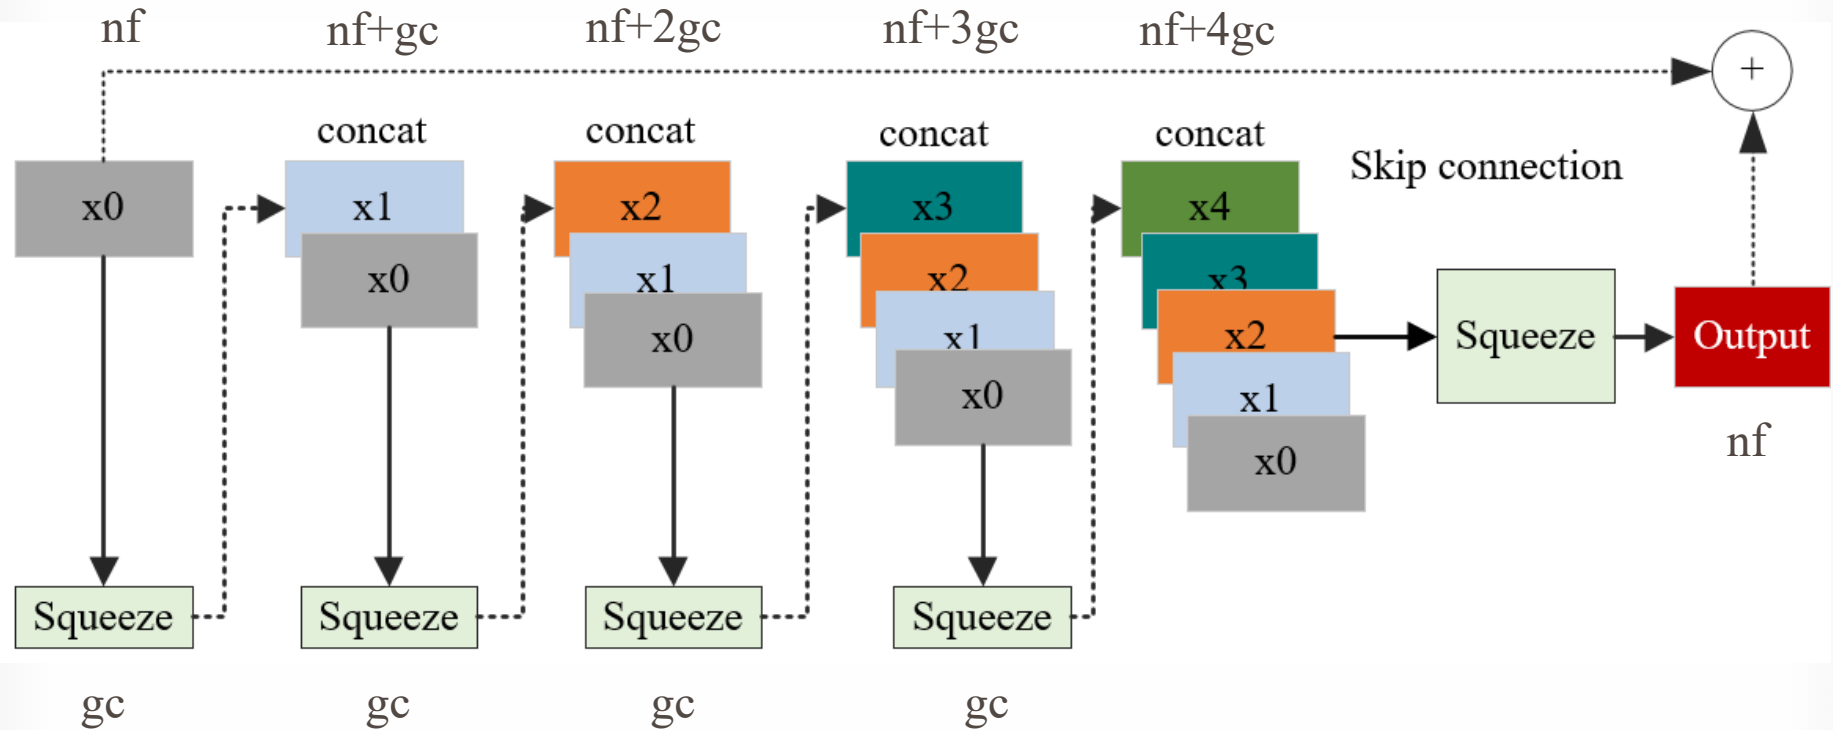 nf
nf+gc
nf+2gc
nf+3gc
nf+4gc
+
concat
concat
concat
concat
Skip connection
x0
x1
x0
x2
x1
x0
x3
x2
x1
x0
x4
x3
x2
x1
x0
Squeeze
Output
nf
Squeeze
Squeeze
Squeeze
Squeeze
gc
gc
gc
gc